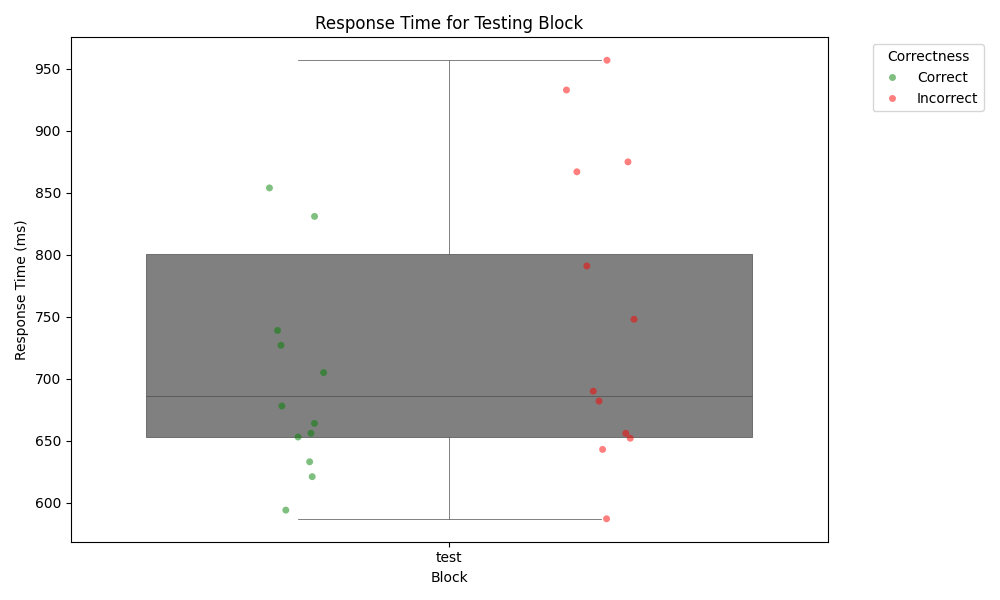 Response Time for Testing Block
Correctness
Correct
Incorrect
Response Time (ms)
950
900
850
800
750
700
650
600
test
Block